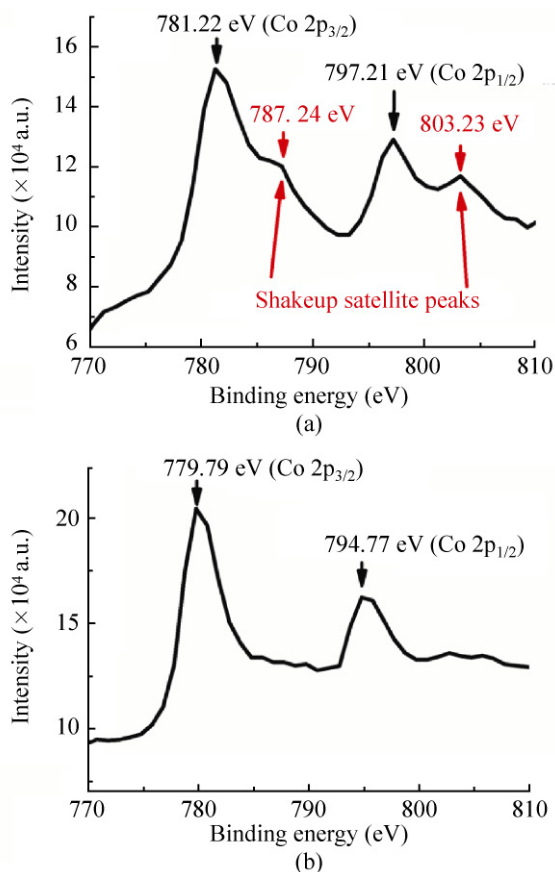 781.22 eV (Co 2p3/2)
797.21 eV (Co 2p1/2)
787. 24 eV
803.23 eV
Shakeup satellite peaks
Intensity (×10⁴ a.u.)
16
14
12
10
8
6
770
780
790
800
810
Binding energy (eV)
(a)
779.79 eV (Co 2p3/2)
794.77 eV (Co 2p1/2)
Intensity (×10⁴ a.u.)
20
15
10
770
780
790
800
810
Binding energy (eV)
(b)